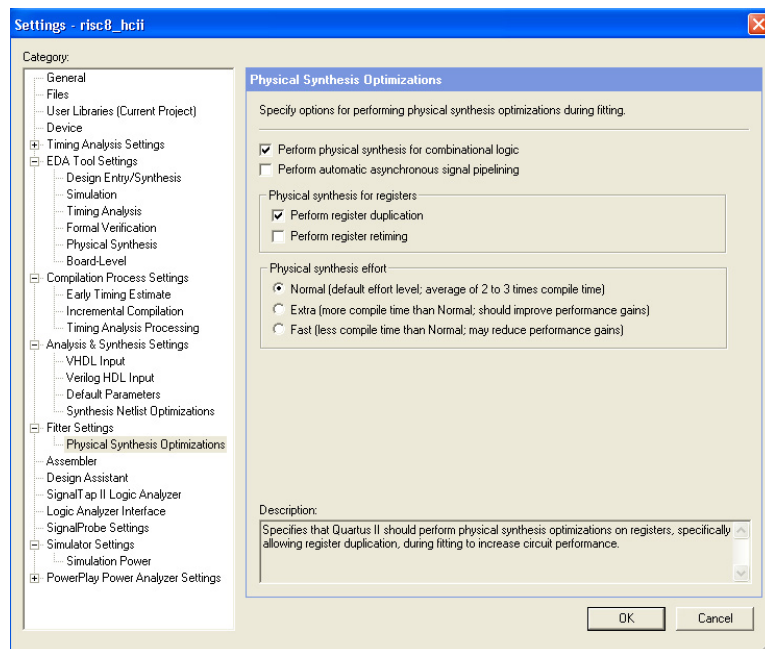 Settings - risc8_hcii
Category:
General
Files
User Libraries (Current Project)
Device
Timing Analysis Settings
EDA Tool Settings
Design Entry/Synthesis
Simulation
Timing Analysis
Formal Verification
Physical Synthesis
Board-Level
Compilation Process Settings
Early Timing Estimate
Incremental Compilation
Timing Analysis Processing
Analysis & Synthesis Settings
VHDL Input
Verilog HDL Input
Default Parameters
Synthesis Netlist Optimizations
Fitter Settings
Physical Synthesis Optimizations
Assembler
Design Assistant
SignalTap II Logic Analyzer
Logic Analyzer Interface
SignalProbe Settings
Simulator Settings
Simulation Power
PowerPlay Power Analyzer Settings
Physical Synthesis Optimizations
Specify options for performing physical synthesis optimizations during fitting.
Perform physical synthesis for combinational logic
Perform automatic asynchronous signal pipelining
Physical synthesis for registers
Perform register duplication
Perform register retiming
Physical synthesis effort
Normal (default effort level; average of 2 to 3 times compile time)
Extra (more compile time than Normal; should improve performance gains)
Fast (less compile time than Normal; may reduce performance gains)
Description:
Specifies that Quartus II should perform physical synthesis optimizations on registers, specifically
allowing register duplication, during fitting to increase circuit performance.
OK
Cancel